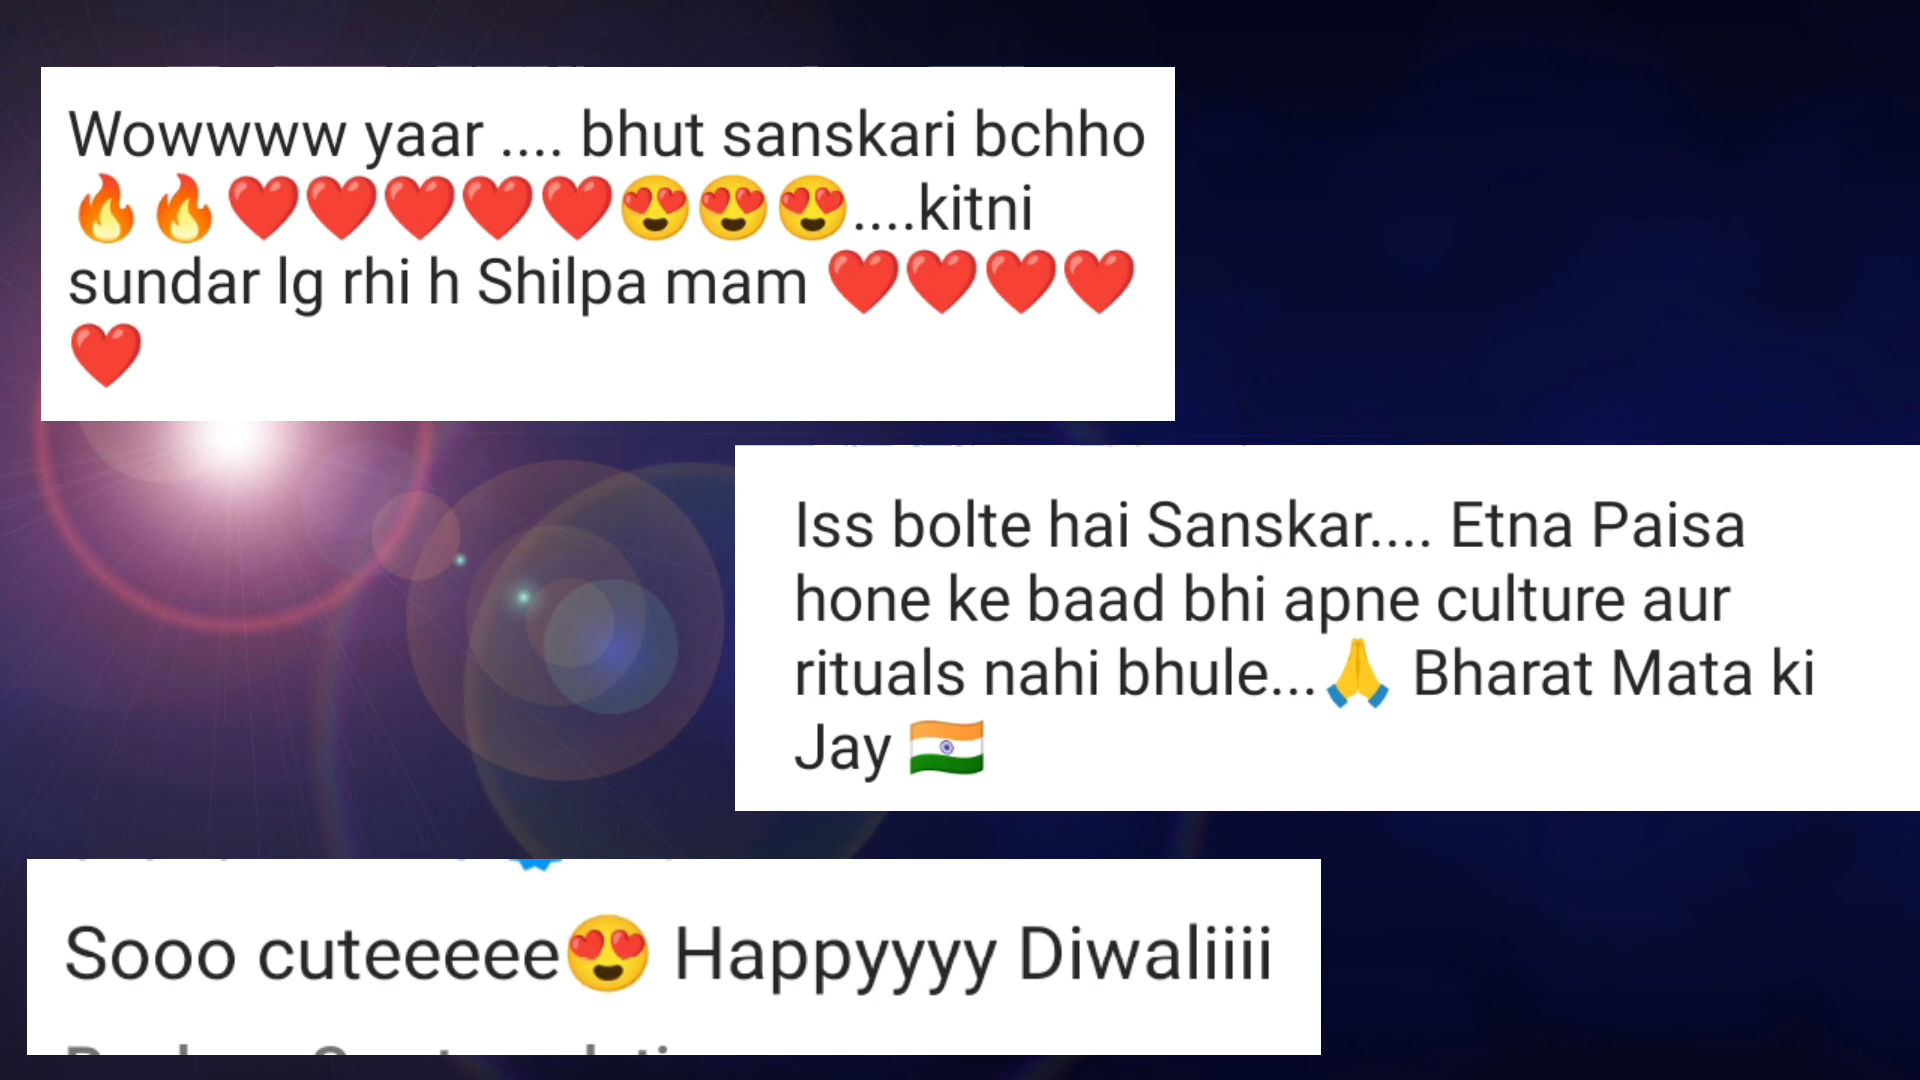 Wowwww yaar .... bhut sanskari bchho
🔥🔥❤️❤️❤️❤️❤️😍😍😍....kitni
sundar lg rhi h Shilpa mam ❤️❤️❤️❤️
❤️
Iss bolte hai Sanskar.... Etna Paisa
hone ke baad bhi apne culture aur
rituals nahi bhule...🙏 Bharat Mata ki
Jay 🇮🇳
Sooo cuteeeee😍 Happyyyy Diwaliiii